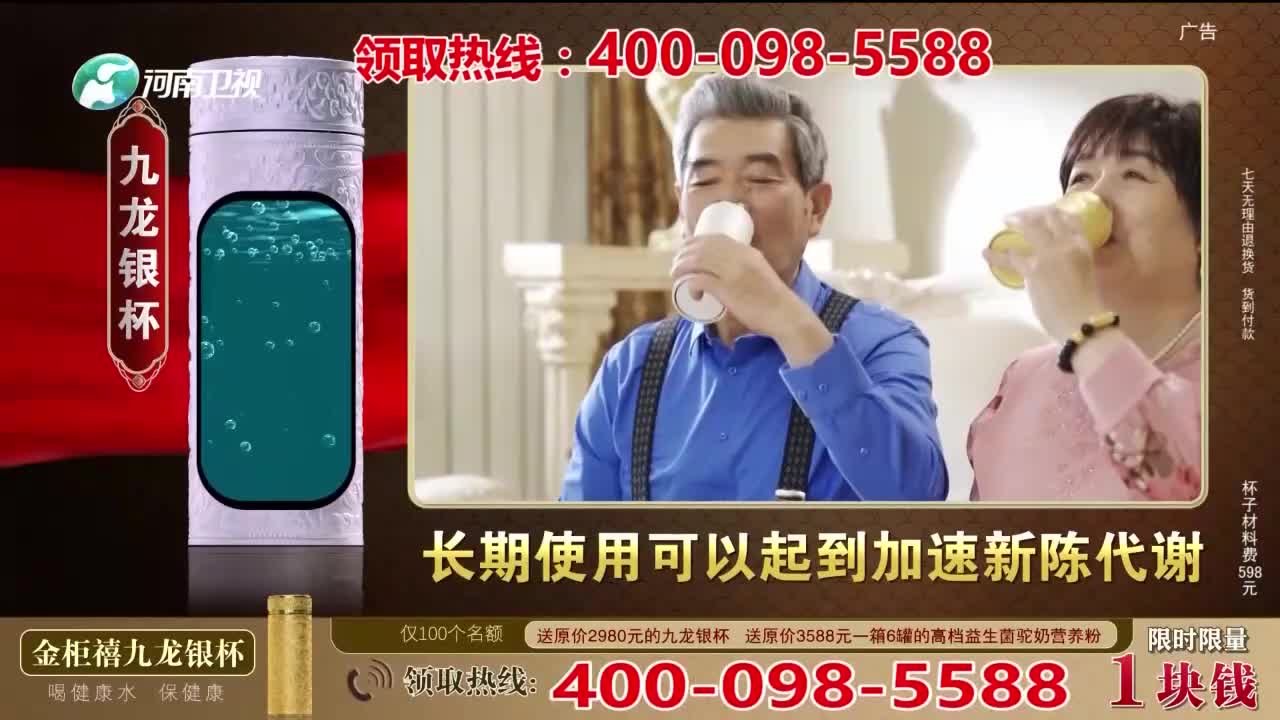 领取热线：400-098-5588
广告
河南卫视
九龙银杯
七天无理由退换货 货到付款
杯子材料费598元
长期使用可以起到加速新陈代谢
金柜禧九龙银杯
喝健康水 保健康
仅100个名额
送原价2980元的九龙银杯 送原价3588元一箱6罐的高档益生菌驼奶营养粉
领取热线:400-098-5588
限时限量
1块钱